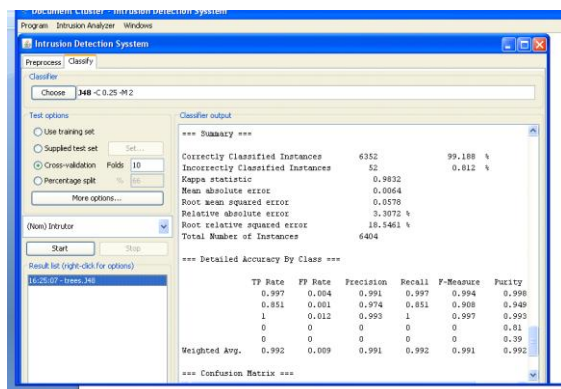 Document Cluster - Intrusion Detection System
Program Intrusion Analyzer Windows
Intrusion Detection Sysstem
Preprocess Classify
Classifier
Choose J48 -C 0.25 -M 2
Test options
Use training set
Supplied test set Set...
Cross-validation Folds 10
Percentage split % 66
More options...
(Nom) Intrutor
Start Stop
Result list (right-click for options)
16:25:07 - trees.J48
Classifier output
=== Summary ===
Correctly Classified Instances 6352 99.188 %
Incorrectly Classified Instances 52 0.812 %
Kappa statistic 0.9832
Mean absolute error 0.0064
Root mean squared error 0.0578
Relative absolute error 3.3072 %
Root relative squared error 18.5461 %
Total Number of Instances 6404
=== Detailed Accuracy By Class ===
TP Rate FP Rate Precision Recall F-Measure Purity
0.997 0.004 0.991 0.997 0.994 0.998
0.851 0.001 0.974 0.851 0.908 0.949
1 0.012 0.993 1 0.997 0.993
0 0 0 0 0 0.81
0 0 0 0 0 0.39
Weighted Avg. 0.992 0.009 0.991 0.992 0.991 0.992
=== Confusion Matrix ===